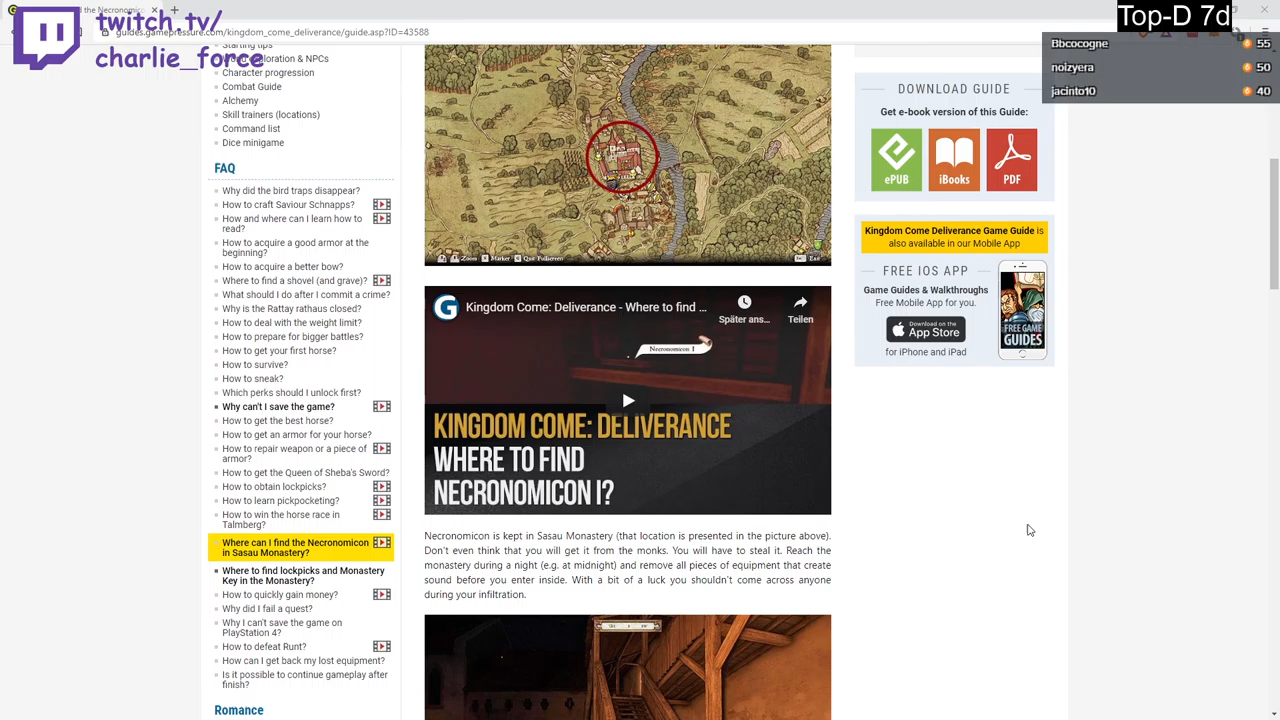 twitch.tv/
charlie_force
Top-D 7d
Bbcocogne 55
noizyera 50
jacinto10 40
guides.gamepressure.com/kingdom_come_deliverance/guide.asp?ID=43588
Starting tips
& NPCs
Character progression
Combat Guide
Alchemy
Skill trainers (locations)
Command list
Dice minigame
FAQ
Why did the bird traps disappear?
How to craft Saviour Schnapps?
How and where can I learn how to
read?
How to acquire a good armor at the
beginning?
How to acquire a better bow?
Where to find a shovel (and grave)?
What should I do after I commit a crime?
Why is the Rattay rathaus closed?
How to deal with the weight limit?
How to prepare for bigger battles?
How to get your first horse?
How to survive?
How to sneak?
Which perks should I unlock first?
Why can't I save the game?
How to get the best horse?
How to get an armor for your horse?
How to repair weapon or a piece of
armor?
How to get the Queen of Sheba's Sword?
How to obtain lockpicks?
How to learn pickpocketing?
How to win the horse race in
Talmberg?
Where can I find the Necronomicon
in Sasau Monastery?
Where to find lockpicks and Monastery
Key in the Monastery?
How to quickly gain money?
Why did I fail a quest?
Why I can't save the game on
PlayStation 4?
How to defeat Runt?
How can I get back my lost equipment?
Is it possible to continue gameplay after
finish?
Romance
Zoom Marker Quit Fullscreen Exit
Kingdom Come: Deliverance - Where to find ...
Später ans... Teilen
Necronomicon I
KINGDOM COME: DELIVERANCE
WHERE TO FIND
NECRONOMICON I?
Necronomicon is kept in Sasau Monastery (that location is presented in the picture above).
Don't even think that you will get it from the monks. You will have to steal it. Reach the
monastery during a night (e.g. at midnight) and remove all pieces of equipment that create
sound before you enter inside. With a bit of a luck you shouldn't come across anyone
during your infiltration.
DOWNLOAD GUIDE
Get e-book version of this Guide:
ePUB iBooks PDF
Kingdom Come Deliverance Game Guide is
also available in our Mobile App
FREE IOS APP
Game Guides & Walkthroughs
Free Mobile App for you.
Download on the
App Store
for iPhone and iPad
FREE GAME
GUIDES